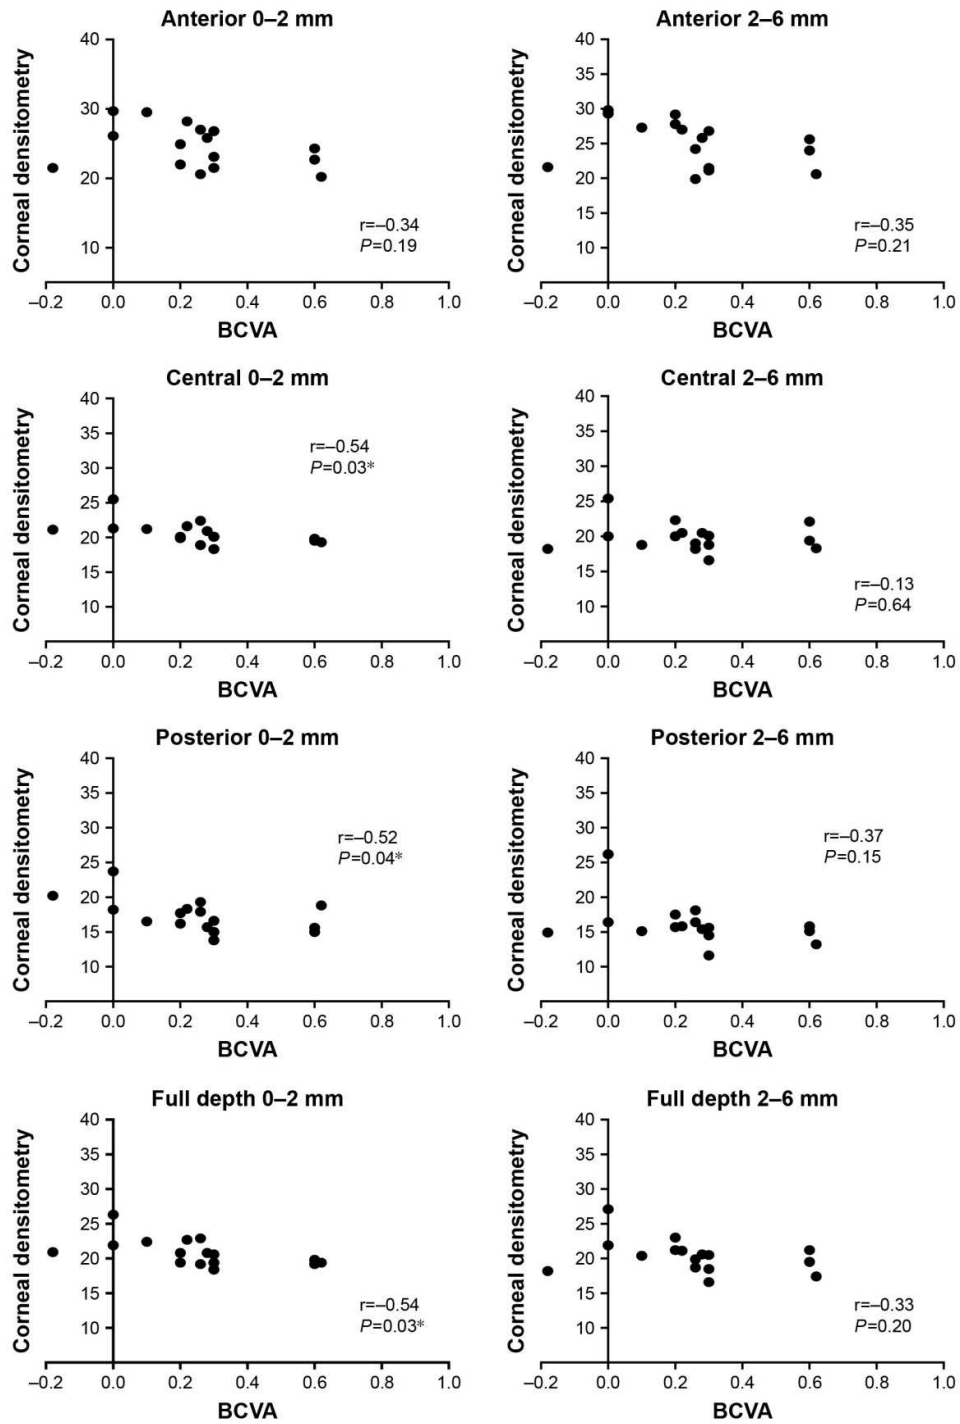 Anterior 0–2 mm
Corneal densitometry
40
30
20
10
r=–0.34
P=0.19
–0.2 0.0 0.2 0.4 0.6 0.8 1.0
BCVA
Anterior 2–6 mm
Corneal densitometry
40
35
30
25
20
15
10
r=–0.35
P=0.21
–0.2 0.0 0.2 0.4 0.6 0.8 1.0
BCVA
Central 0–2 mm
Corneal densitometry
40
35
30
25
20
15
10
r=–0.54
P=0.03*
–0.2 0.0 0.2 0.4 0.6 0.8 1.0
BCVA
Central 2–6 mm
Corneal densitometry
40
35
30
25
20
15
10
r=–0.13
P=0.64
–0.2 0.0 0.2 0.4 0.6 0.8 1.0
BCVA
Posterior 0–2 mm
Corneal densitometry
40
35
30
25
20
15
10
r=–0.52
P=0.04*
–0.2 0.0 0.2 0.4 0.6 0.8 1.0
BCVA
Posterior 2–6 mm
Corneal densitometry
40
35
30
25
20
15
10
r=–0.37
P=0.15
–0.2 0.0 0.2 0.4 0.6 0.8 1.0
BCVA
Full depth 0–2 mm
Corneal densitometry
40
35
30
25
20
15
10
r=–0.54
P=0.03*
–0.2 0.0 0.2 0.4 0.6 0.8 1.0
BCVA
Full depth 2–6 mm
Corneal densitometry
40
35
30
25
20
15
10
r=–0.33
P=0.20
–0.2 0.0 0.2 0.4 0.6 0.8 1.0
BCVA